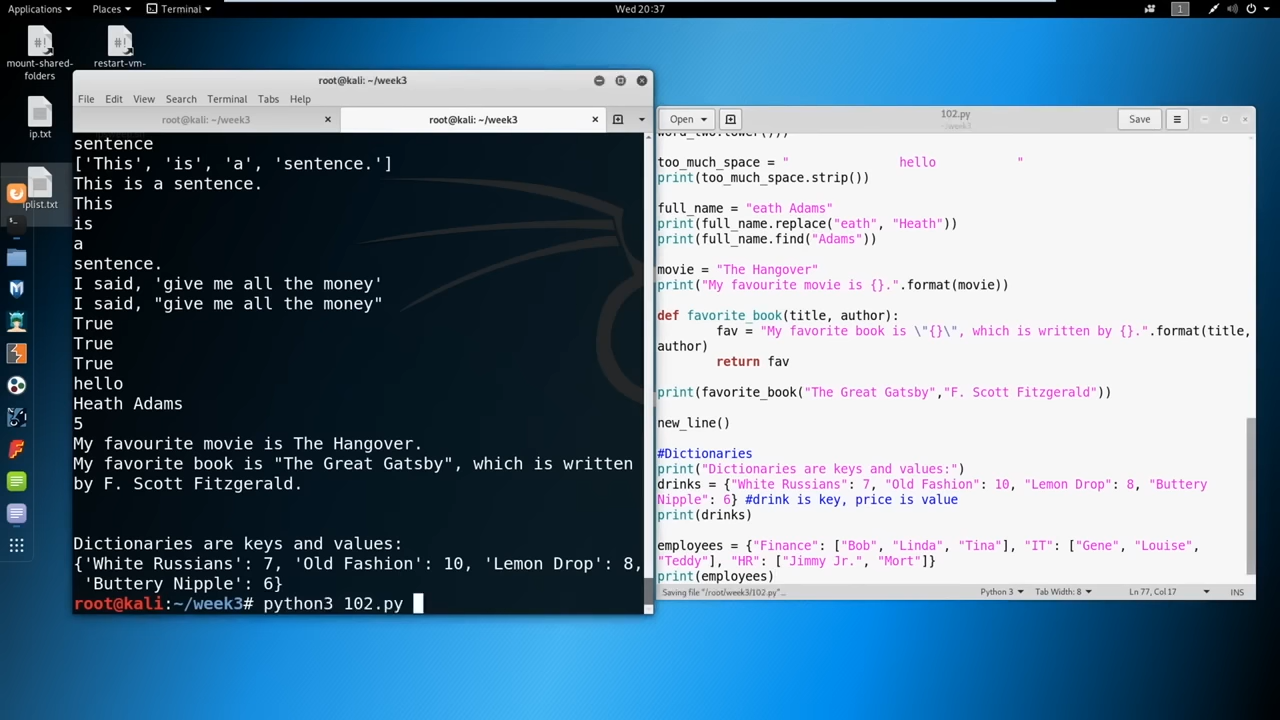 Applications Places Terminal Wed 20:37 1
mount-shared-
folders
restart-vm-
ip.txt
iplist.txt
root@kali: ~/week3
File Edit View Search Terminal Tabs Help
root@kali: ~/week3 root@kali: ~/week3
sentence
['This', 'is', 'a', 'sentence.']
This is a sentence.
This
is
a
sentence.
I said, 'give me all the money'
I said, "give me all the money"
True
True
True
hello
Heath Adams
5
My favourite movie is The Hangover.
My favorite book is "The Great Gatsby", which is written
by F. Scott Fitzgerald.
Dictionaries are keys and values:
{'White Russians': 7, 'Old Fashion': 10, 'Lemon Drop': 8,
'Buttery Nipple': 6}
root@kali:~/week3# python3 102.py
Open 102.py Save
~/week3
word_two.lower()))
too_much_space = " hello "
print(too_much_space.strip())
full_name = "eath Adams"
print(full_name.replace("eath", "Heath"))
print(full_name.find("Adams"))
movie = "The Hangover"
print("My favourite movie is {}.".format(movie))
def favorite_book(title, author):
fav = "My favorite book is \"{}\", which is written by {}.".format(title,
author)
return fav
print(favorite_book("The Great Gatsby","F. Scott Fitzgerald"))
new_line()
#Dictionaries
print("Dictionaries are keys and values:")
drinks = {"White Russians": 7, "Old Fashion": 10, "Lemon Drop": 8, "Buttery
Nipple": 6} #drink is key, price is value
print(drinks)
employees = {"Finance": ["Bob", "Linda", "Tina"], "IT": ["Gene", "Louise",
"Teddy"], "HR": ["Jimmy Jr.", "Mort"]}
print(employees)
Saving file "/root/week3/102.py"... Python 3 Tab Width: 8 Ln 77, Col 17 INS